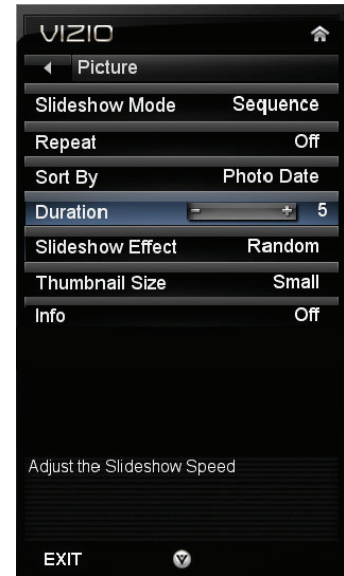 VIZIO
Picture
Slideshow Mode Sequence
Repeat Off
Sort By Photo Date
Duration - + 5
Slideshow Effect Random
Thumbnail Size Small
Info Off
Adjust the Slideshow Speed
EXIT V